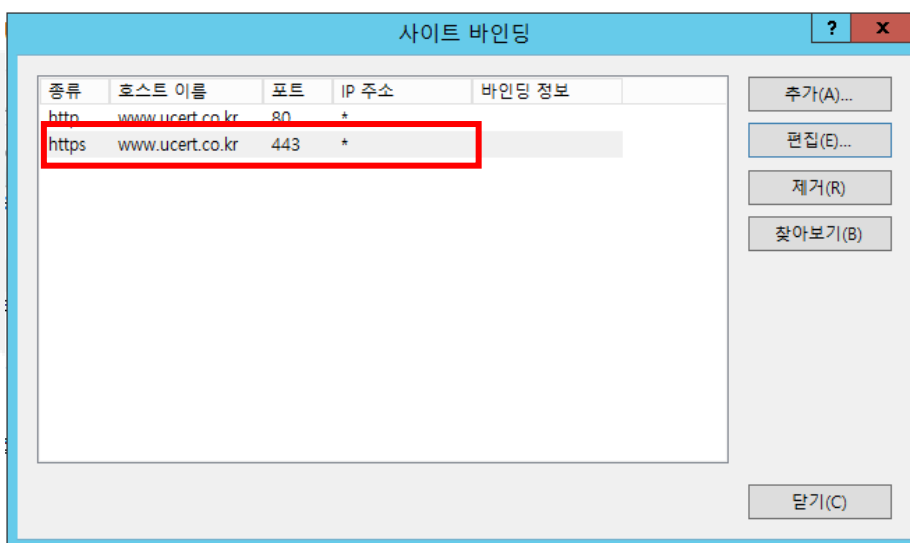 사이트 바인딩
? x
종류 호스트 이름 포트 IP 주소 바인딩 정보
http www.ucert.co.kr 80 *
https www.ucert.co.kr 443 *
추가(A)...
편집(E)...
제거(R)
찾아보기(B)
닫기(C)